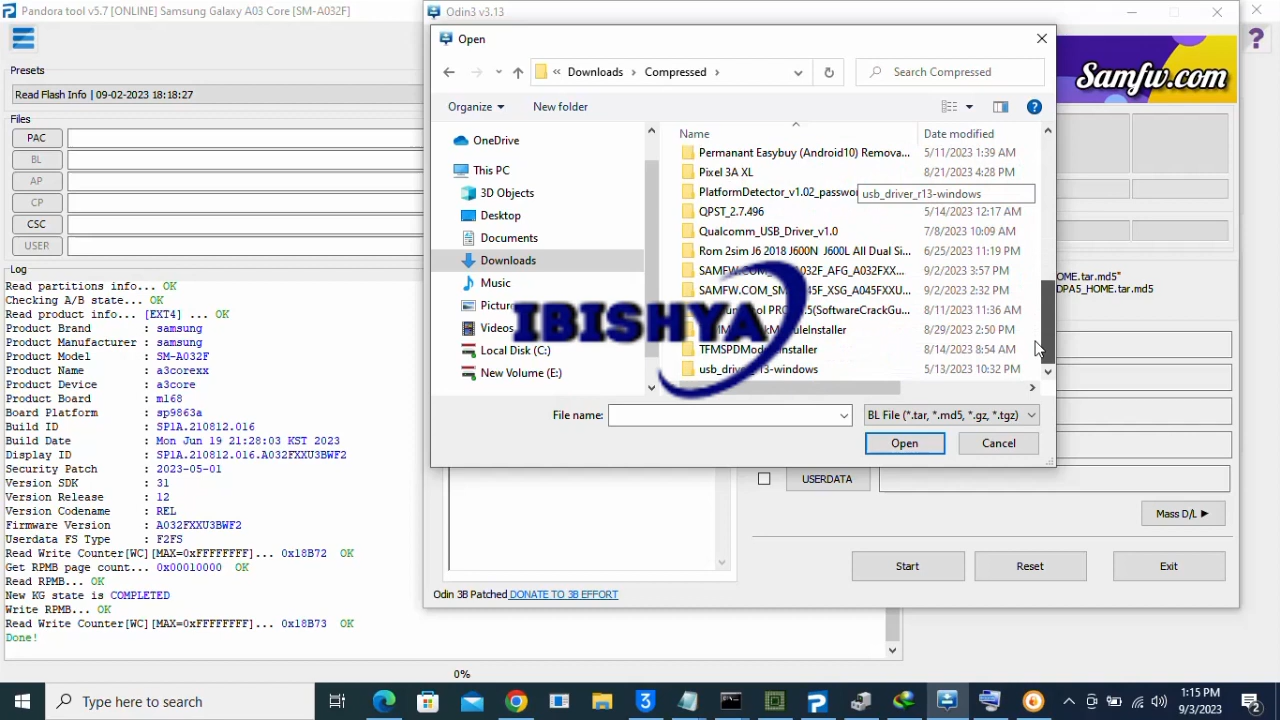 Pandora tool v5.7 [ONLINE] Samsung Galaxy A03 Core [SM-A032F]
Presets
Read Flash Info | 09-02-2023 18:18:27
Files
PAC
BL
AP
CP
CSC
USER
Log
Read partitions info... OK
Checking A/B state... OK
Read product info... [EXT4] ... OK
Product Brand : samsung
Product Manufacturer : samsung
Product Model : SM-A032F
Product Name : a3corexx
Product Device : a3core
Product Board : ml68
Board Platform : sp9863a
Build ID : SP1A.210812.016
Build Date : Mon Jun 19 21:28:03 KST 2023
Display ID : SP1A.210812.016.A032FXXU3BWF2
Security Patch : 2023-05-01
Version SDK : 31
Version Release : 12
Version Codename : REL
Firmware Version : A032FXXU3BWF2
Userdata FS Type : F2FS
Read Write Counter[WC][MAX=0xFFFFFFFF]... 0x18B72 OK
Get RPMB page count... 0x00010000 OK
Read RPMB... OK
New KG state is COMPLETED
Write RPMB... OK
Read Write Counter[WC][MAX=0xFFFFFFFF]... 0x18B73 OK
Done!
0%
Odin3 v3.13
Open
« Downloads › Compressed ›
Search Compressed
Organize
New folder
?
OneDrive
This PC
3D Objects
Desktop
Documents
Downloads
Music
Videos
Local Disk (C:)
New Volume (E:)
Name Date modified
Permanant Easybuy (Android10) Remova... 5/11/2023 1:39 AM
Pixel 3A XL 8/21/2023 4:28 PM
usb_driver_r13-windows
QPST_2.7.496 5/14/2023 12:17 AM
Qualcomm_USB_Driver_v1.0 7/8/2023 10:09 AM
Rom 2sim J6 2018 J600N J600L All Dual Si... 6/25/2023 11:19 PM
9/2/2023 3:57 PM
9/2/2023 2:32 PM
8/11/2023 11:36 AM
8/29/2023 2:50 PM
8/14/2023 8:54 AM
5/13/2023 10:32 PM
IBISHYA
File name:
BL File (*.tar, *.md5, *.gz, *.tgz)
Open
Cancel
Samfw.com
?
OME.tar.md5"
DPA5_HOME.tar.md5
USERDATA
Mass D/L ►
Start
Reset
Exit
Odin 3B Patched DONATE TO 3B EFFORT
Type here to search
3
1:15 PM
9/3/2023
2